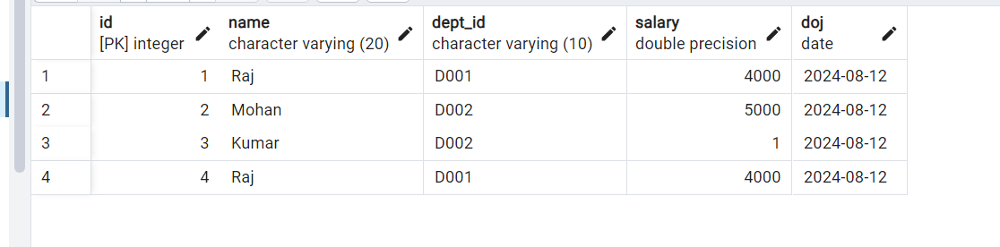 id name dept_id salary doj
[PK] integer character varying (20) character varying (10) double precision date
1 1 Raj D001 4000 2024-08-12
2 2 Mohan D002 5000 2024-08-12
3 3 Kumar D002 1 2024-08-12
4 4 Raj D001 4000 2024-08-12